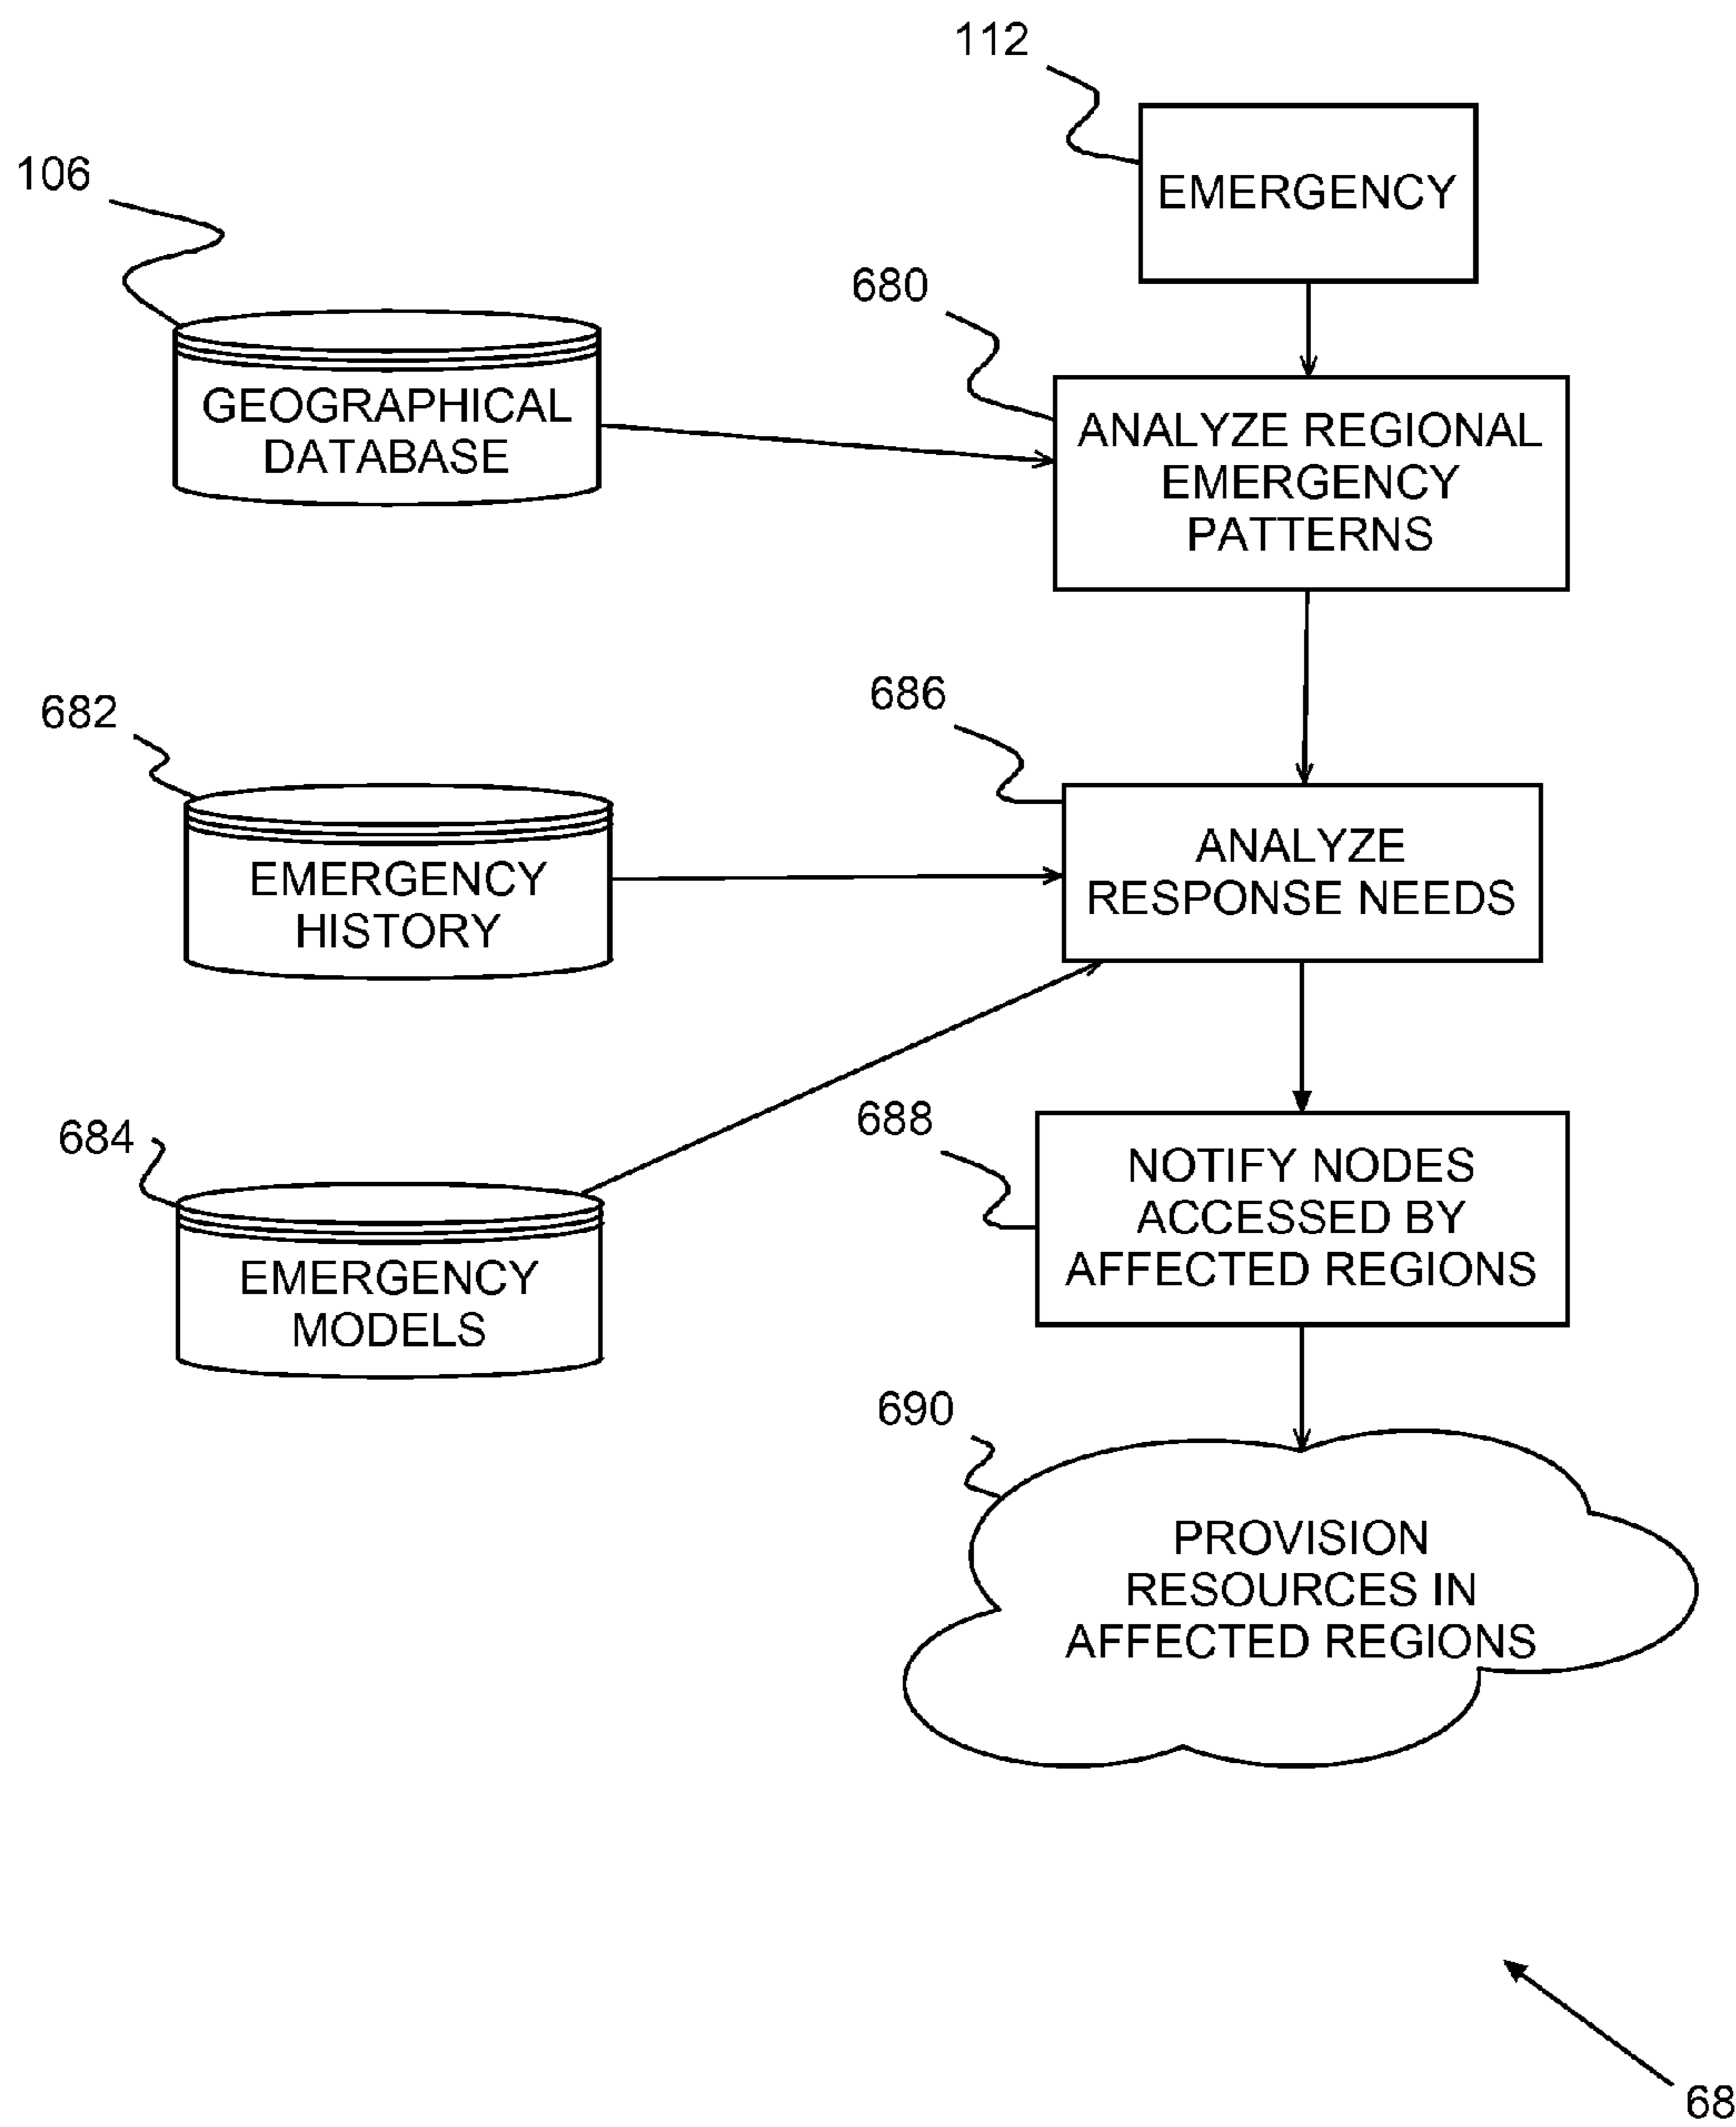 112
EMERGENCY
106
680
GEOGRAPHICAL
DATABASE
ANALYZE REGIONAL
EMERGENCY
PATTERNS
682
686
EMERGENCY
HISTORY
ANALYZE
RESPONSE NEEDS
684
688
EMERGENCY
MODELS
NOTIFY NODES
ACCESSED BY
AFFECTED REGIONS
690
PROVISION
RESOURCES IN
AFFECTED REGIONS
68